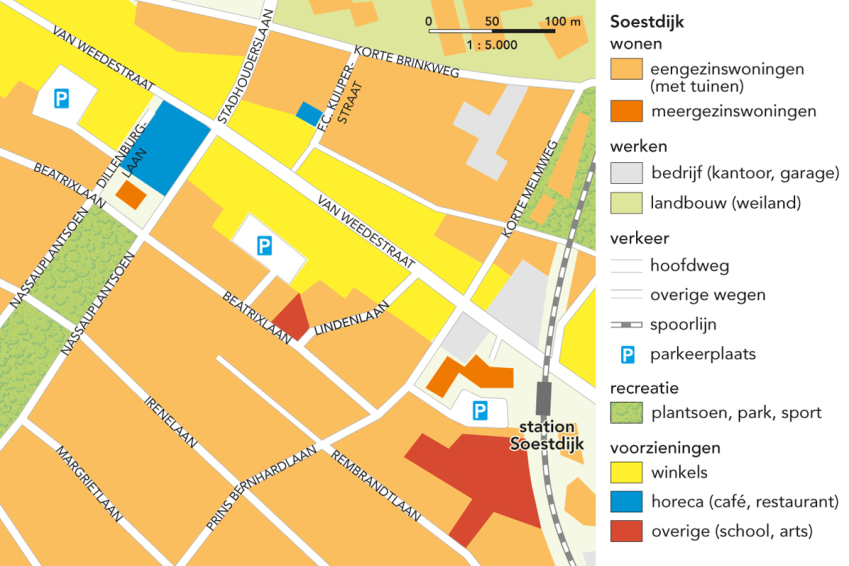 0 50 100 m
1 : 5.000
VAN WEEDESTRAAT
STADHOUDERSLAAN
KORTE BRINKWEG
F.C. KUIJPER-
STRAAT
P
DILLENBURG-
LAAN
BEATRIXLAAN
KORTE MELMWEG
NASSAUPLANTSOEN
NASSAUPLANTSOEN
VAN WEEDESTRAAT
P
BEATRIXLAAN
LINDENLAAN
IRENELAAN
MARGRIETLAAN
PRINS BERNHARDLAAN
REMBRANDTLAAN
P
station
Soestdijk
Soestdijk
wonen
eengezinswoningen
(met tuinen)
meergezinswoningen
werken
bedrijf (kantoor, garage)
landbouw (weiland)
verkeer
hoofdweg
overige wegen
spoorlijn
P parkeerplaats
recreatie
plantsoen, park, sport
voorzieningen
winkels
horeca (café, restaurant)
overige (school, arts)